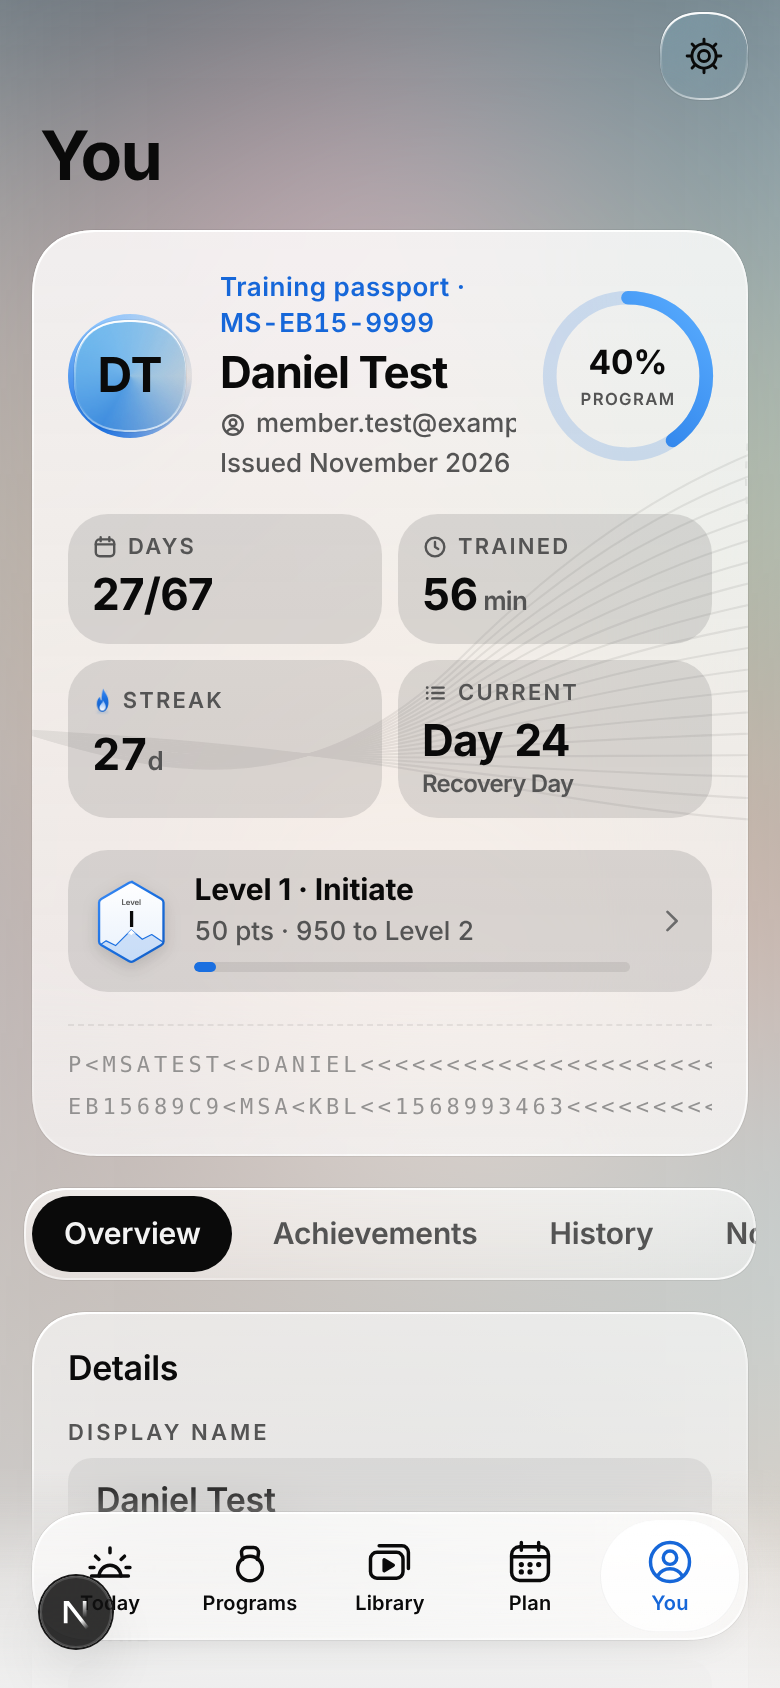 You
Training passport ·
MS-EB15-9999
DT
Daniel Test
member.test@examp
Issued November 2026
40%
PROGRAM
DAYS
27/67
TRAINED
56 min
STREAK
27d
CURRENT
Day 24
Recovery Day
Level
I
Level 1 · Initiate
50 pts · 950 to Level 2
P<MSATEST<<DANIEL<<<<<<<<<<<<<<<<<<<<<<<<<
EB15689C9<MSA<KBL<<1568993463<<<<<<<<<<
Overview
Achievements
History
No
Details
DISPLAY NAME
Daniel Test
Today
Programs
Library
Plan
You
N